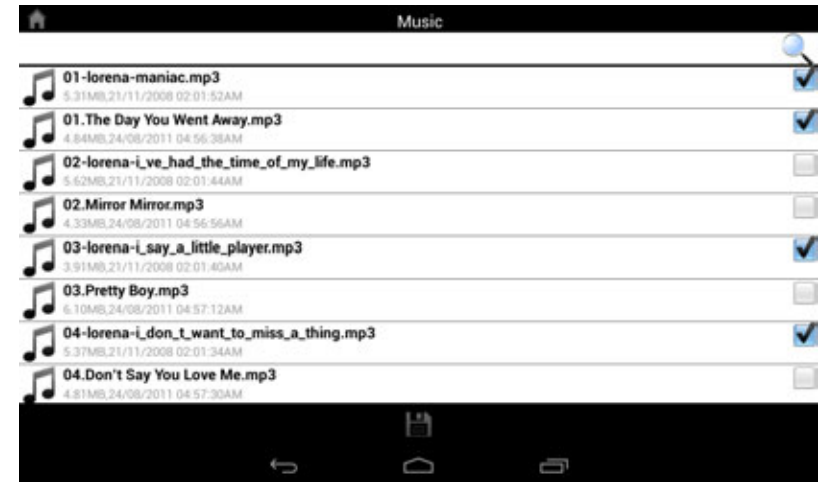 Music
01-lorena-maniac.mp3
5.31MB,21/11/2008 02:01:52AM
01.The Day You Went Away.mp3
4.84MB,24/08/2011 04:56:38AM
02-lorena-i_ve_had_the_time_of_my_life.mp3
5.62MB,21/11/2008 02:01:44AM
02.Mirror Mirror.mp3
4.33MB,24/08/2011 04:56:56AM
03-lorena-i_say_a_little_player.mp3
3.91MB,21/11/2008 02:01:40AM
03.Pretty Boy.mp3
6.10MB,24/08/2011 04:57:12AM
04-lorena-i_don_t_want_to_miss_a_thing.mp3
5.37MB,21/11/2008 02:01:34AM
04.Don't Say You Love Me.mp3
4.81MB,24/08/2011 04:57:30AM